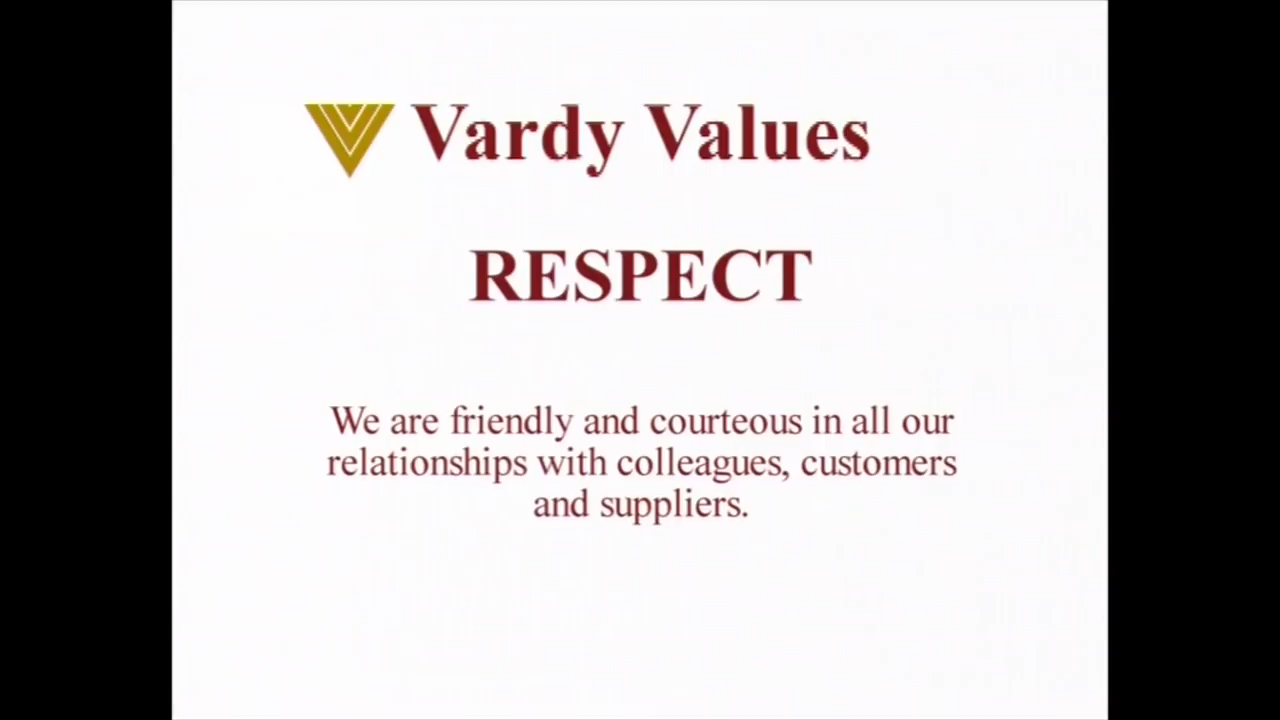 Vardy Values
RESPECT
We are friendly and courteous in all our
relationships with colleagues, customers
and suppliers.